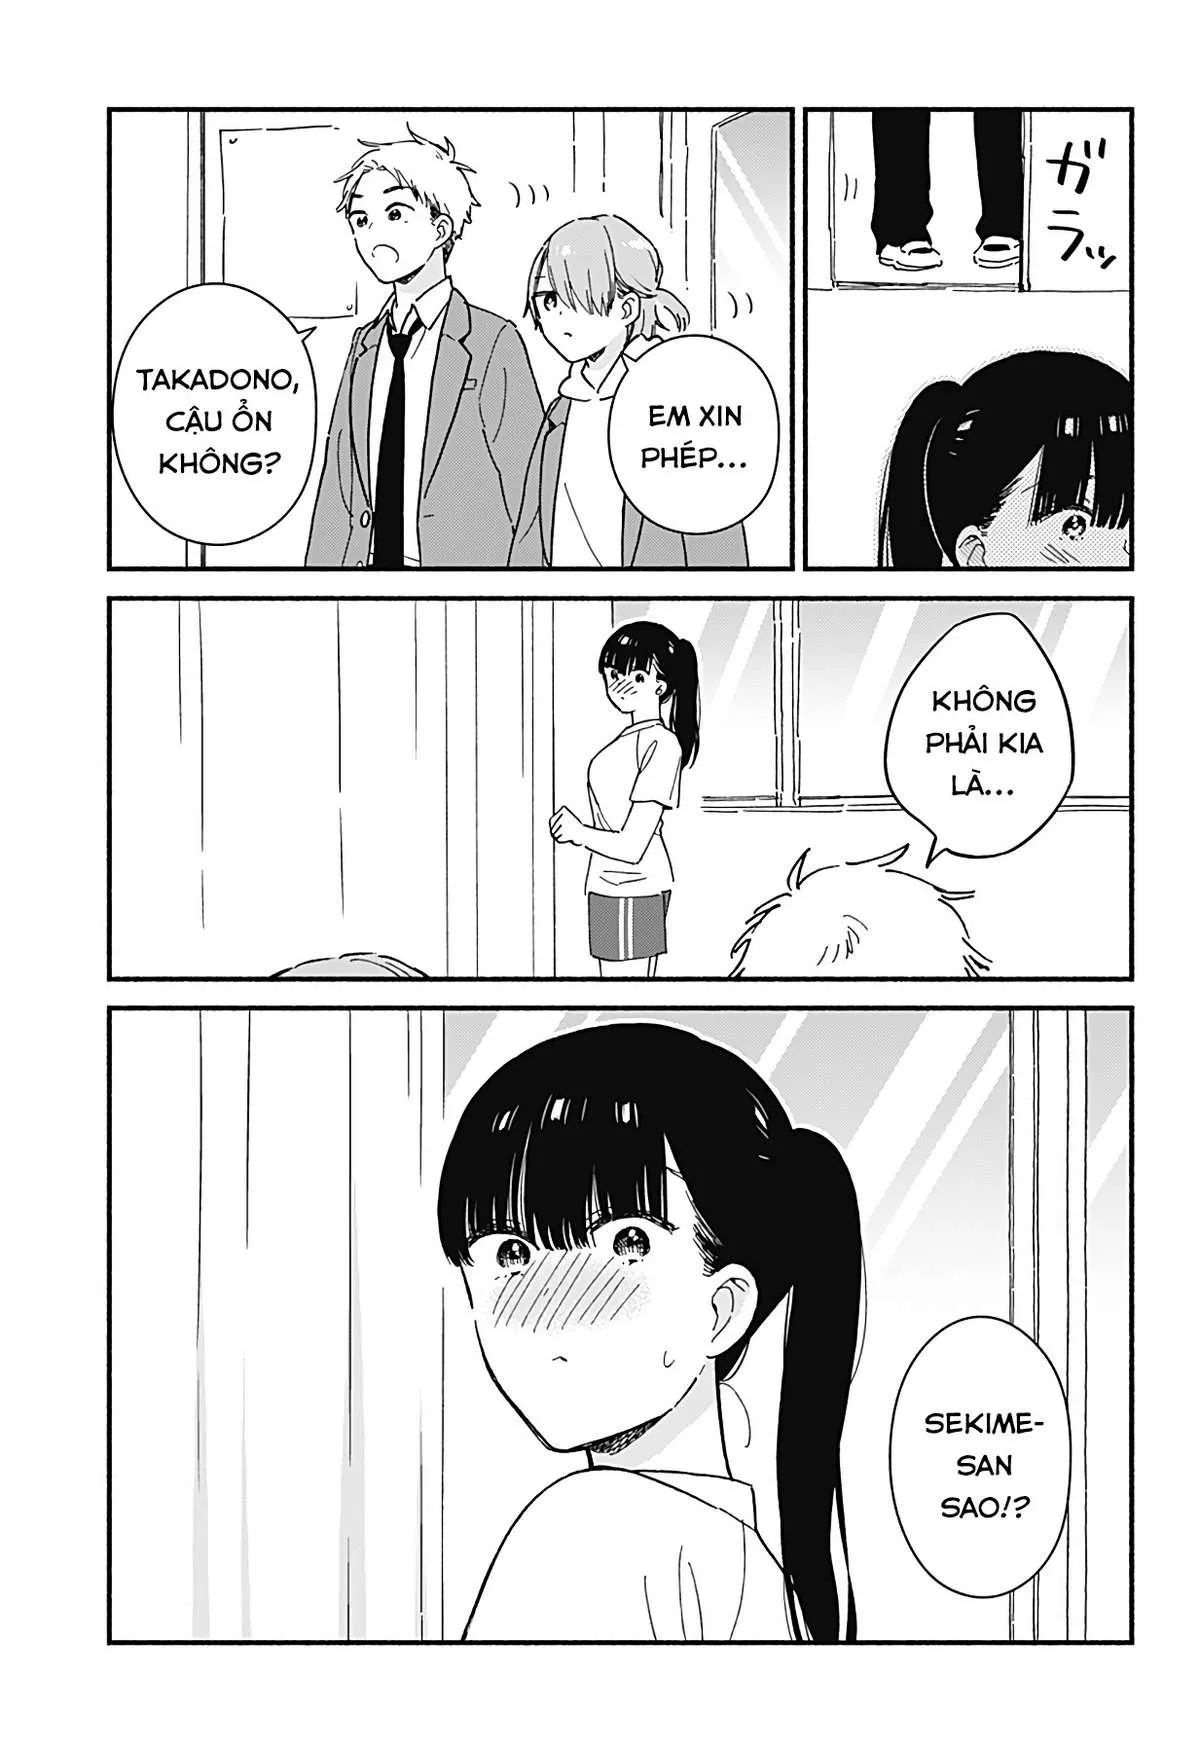 ガラッ
EM XIN
PHÉP...
TAKADONO,
CẬU ỔN
KHÔNG?
KHÔNG
PHẢI KIA
LÀ...
SEKIME-
SAN
SAO!?